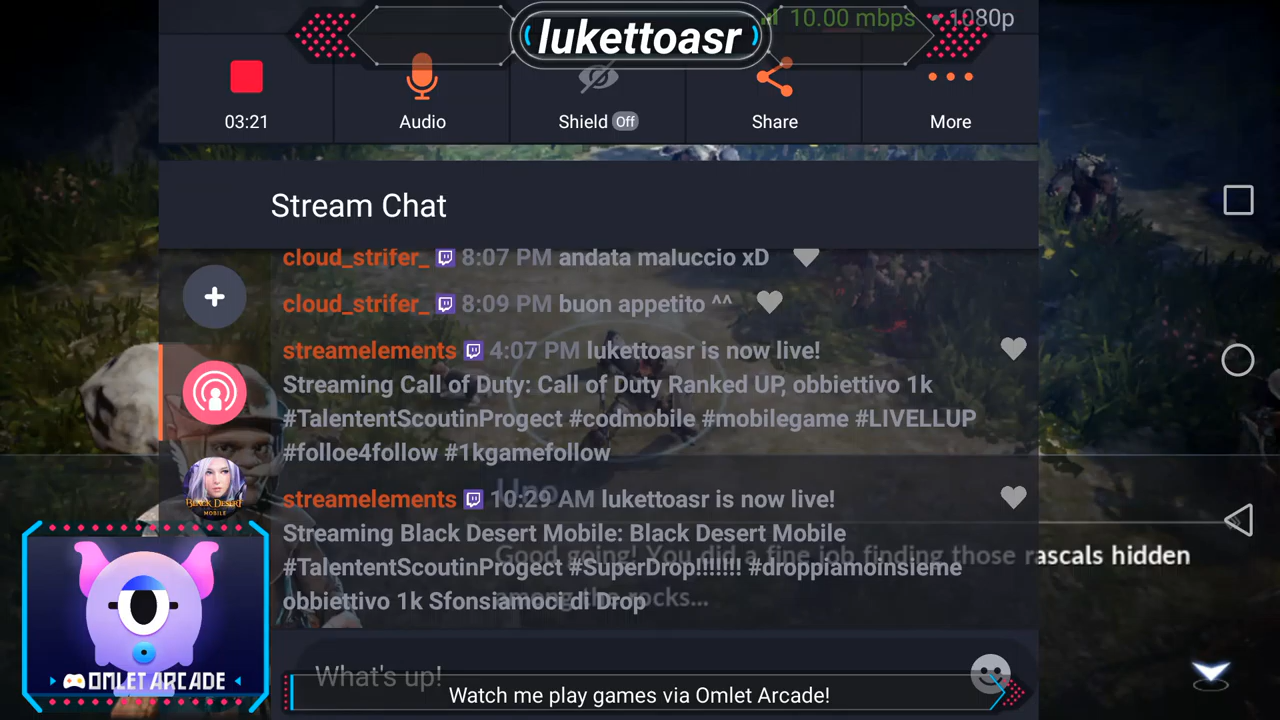 10.00 mbps 1080p
lukettoasr
03:21 Audio Shield Off Share More
Stream Chat
cloud_strifer_ 8:07 PM andata maluccio xD
cloud_strifer_ 8:09 PM buon appetito ^^
streamelements 4:07 PM lukettoasr is now live!
Streaming Call of Duty: Call of Duty Ranked UP, obbiettivo 1k
#TalententScoutinProgect #codmobile #mobilegame #LIVELLUP
#folloe4follow #1kgamefollow
streamelements 10:29 AM lukettoasr is now live!
Ugo
Streaming Black Desert Mobile: Black Desert Mobile
Good going! You did a fine job finding those rascals hidden
#TalententScoutinProgect #SuperDrop!!!!!!! #droppiamoinsieme
among the rocks...
obbiettivo 1k Sfonsiamoci di Drop
BLACK DESERT
MOBILE
OMLET ARCADE
What's up!
Watch me play games via Omlet Arcade!